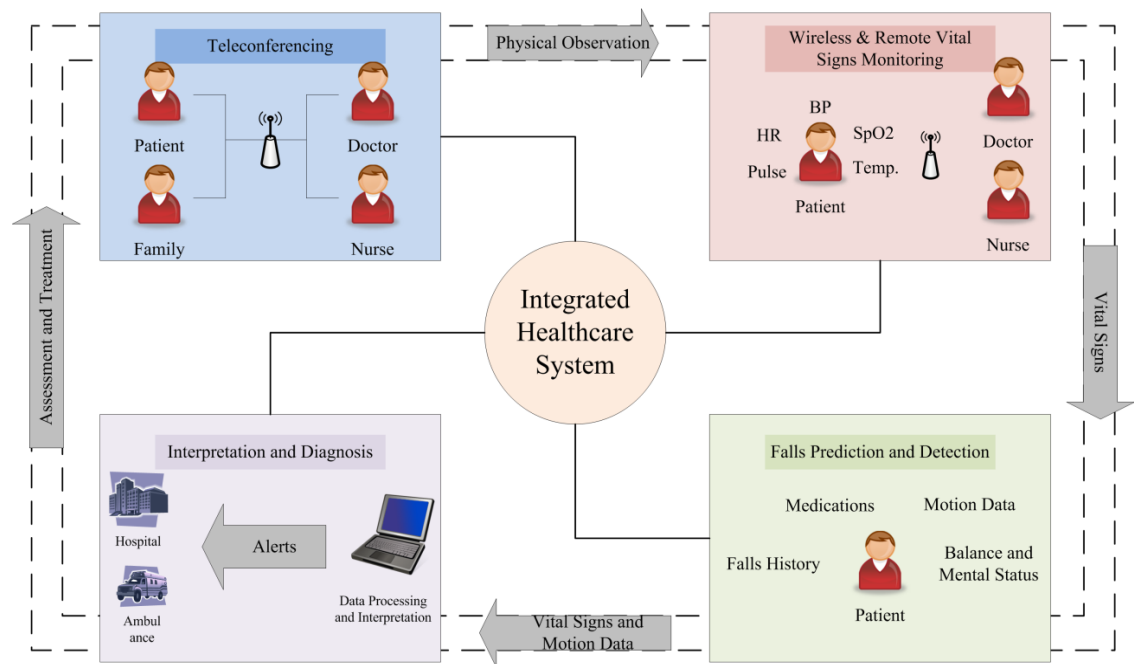 Teleconferencing
Patient
Doctor
Family
Nurse
Physical Observation
Wireless & Remote Vital
Signs Monitoring
BP
HR
SpO2
Pulse
Temp.
Patient
Doctor
Nurse
Assessment and Treatment
Integrated
Healthcare
System
Vital Signs
Interpretation and Diagnosis
Hospital
Alerts
Ambul
ance
Data Processing
and Interpretation
Vital Signs and
Motion Data
Falls Prediction and Detection
Medications
Motion Data
Falls History
Balance and
Mental Status
Patient